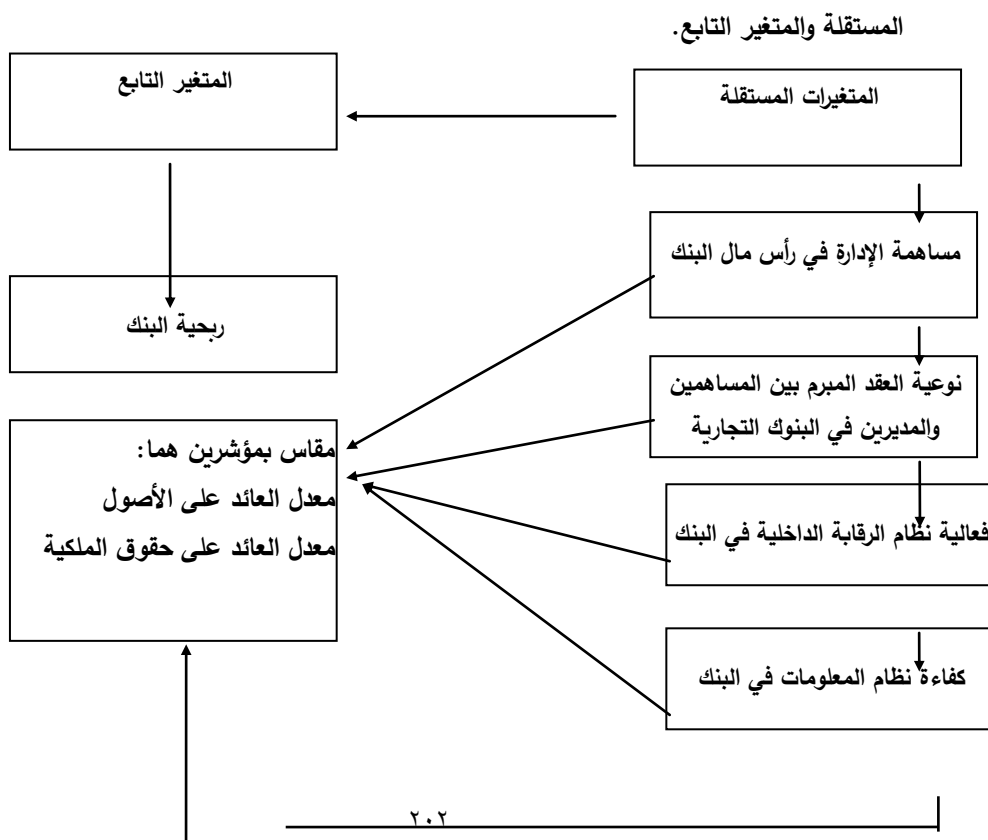 المستقلة والمتغير التابع.
المتغيرات المستقلة
المتغير التابع
مساهمة الإدارة في رأس مال البنك
ربحية البنك
نوعية العقد المبرم بين المساهمين
والمديرين في البنوك التجارية
مقاس بمؤشرين هما:
معدل العائد على الأصول
معدل العائد على حقوق الملكية
فعالية نظام الرقابة الداخلية في البنك
كفاءة نظام المعلومات في البنك
٢٠٢